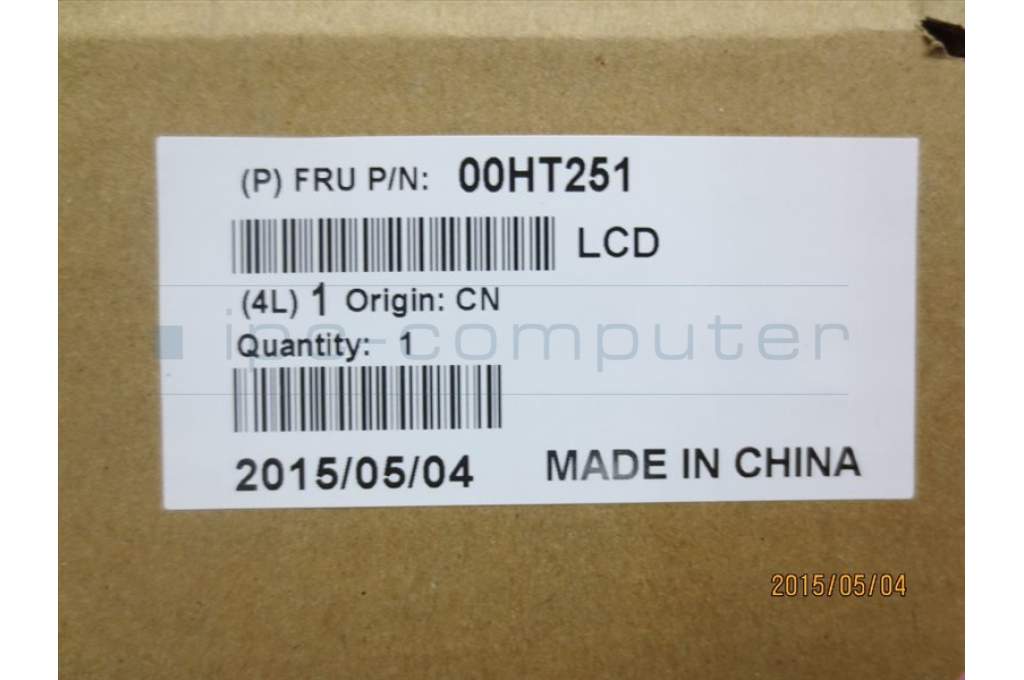 (P) FRU P/N: 00HT251
LCD
(4L) 1 Origin: CN
ipc-computer
Quantity: 1
2015/05/04 MADE IN CHINA
2015/05/04